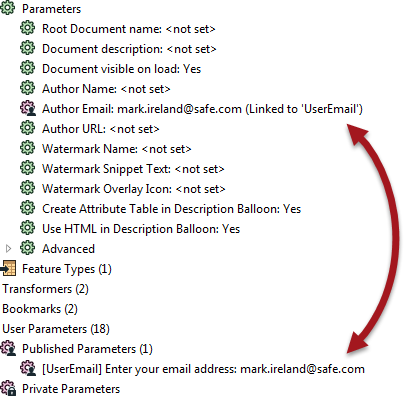 Parameters
Root Document name: <not set>
Document description: <not set>
Document visible on load: Yes
Author Name: <not set>
Author Email: mark.ireland@safe.com (Linked to 'UserEmail')
Author URL: <not set>
Watermark Name: <not set>
Watermark Snippet Text: <not set>
Watermark Overlay Icon: <not set>
Create Attribute Table in Description Balloon: Yes
Use HTML in Description Balloon: Yes
Advanced
Feature Types (1)
Transformers (2)
Bookmarks (2)
User Parameters (18)
Published Parameters (1)
[UserEmail] Enter your email address: mark.ireland@safe.com
Private Parameters